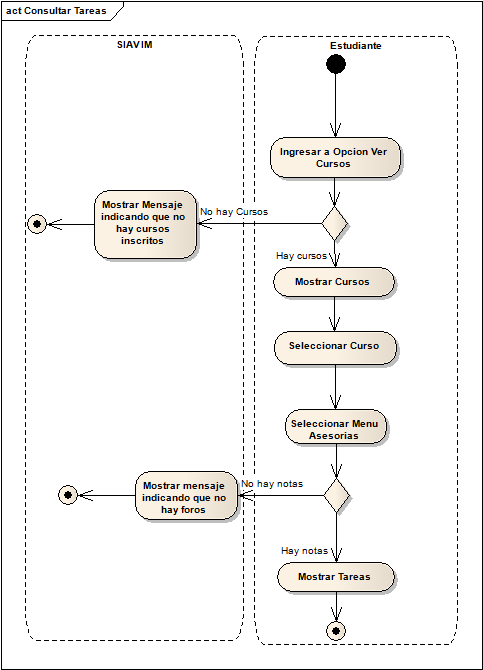 act Consultar Tareas
SIAVIM
Estudiante
Ingresar a Opcion Ver
Cursos
No hay Cursos
Mostrar Mensaje
indicando que no
hay cursos
inscritos
Hay cursos
Mostrar Cursos
Seleccionar Curso
Seleccionar Menu
Asesorias
No hay notas
Mostrar mensaje
indicando que no
hay foros
Hay notas
Mostrar Tareas